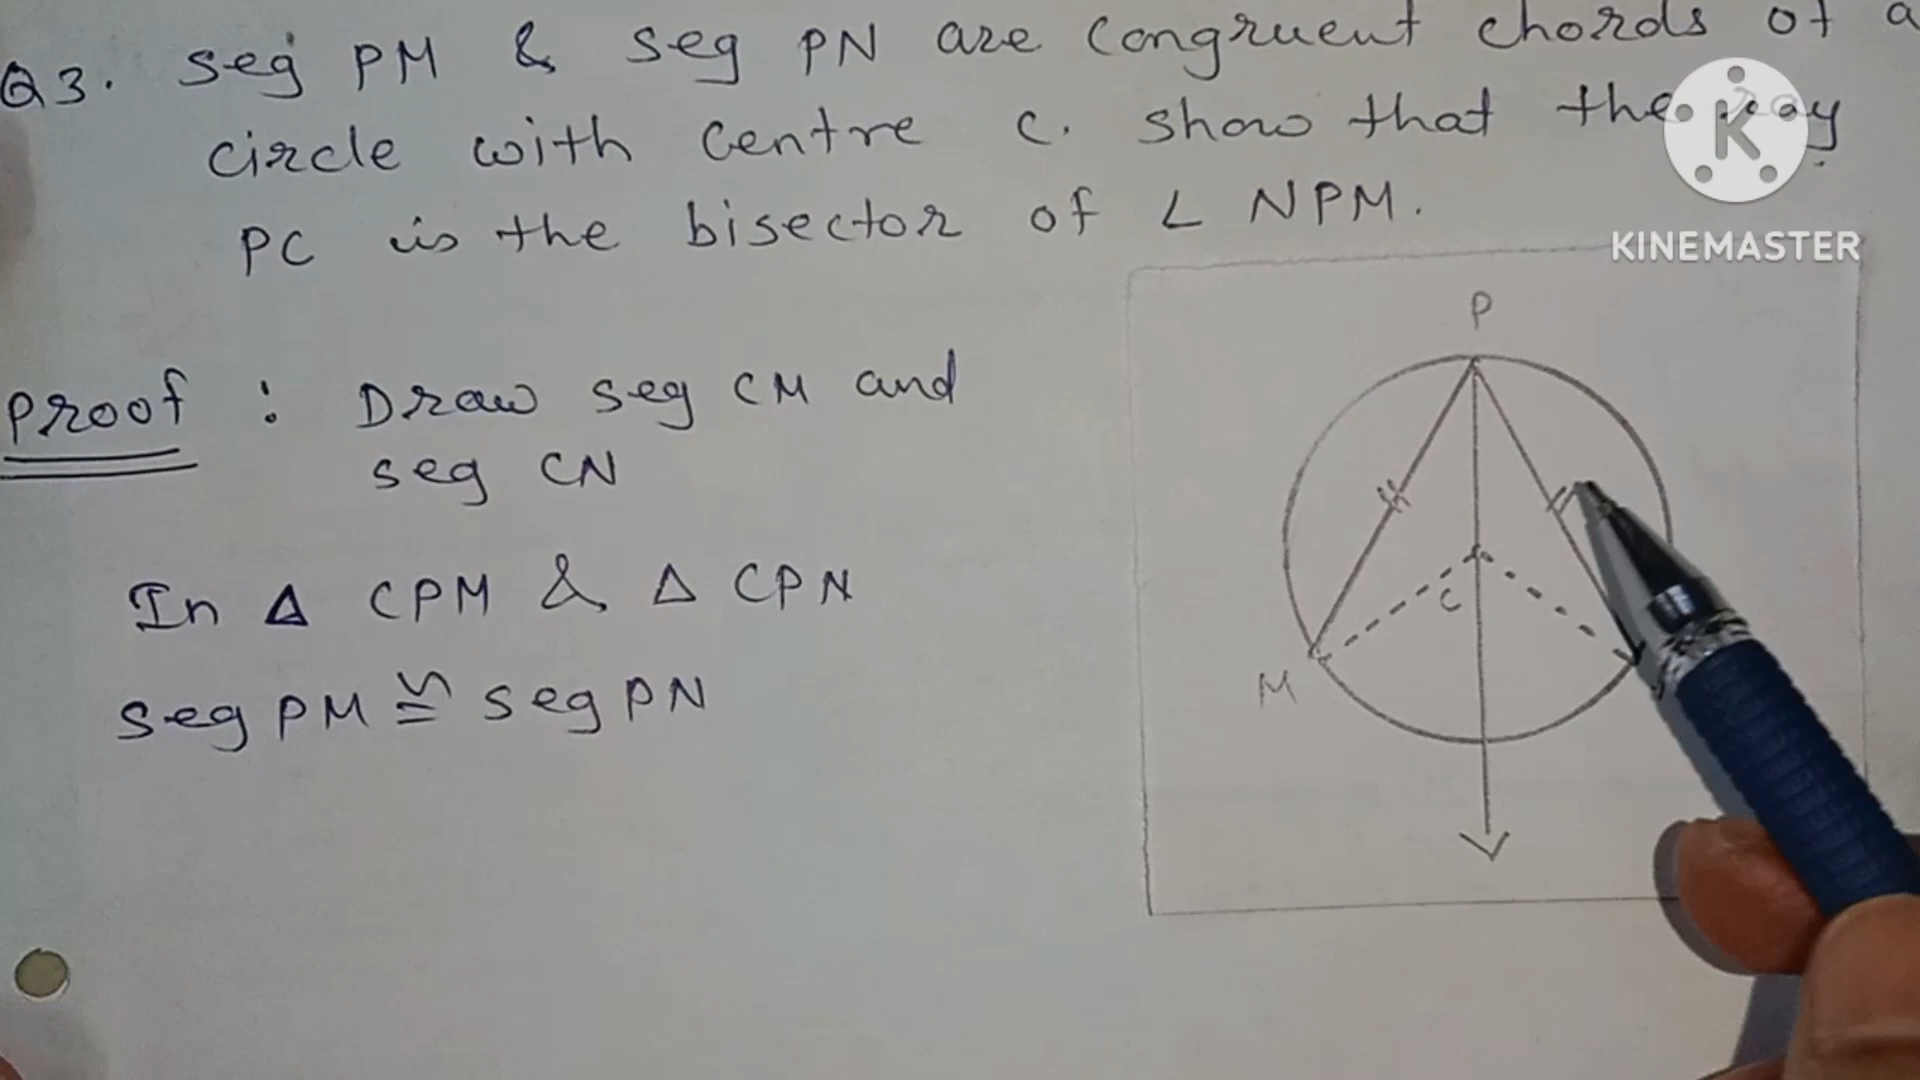 Q3. seg PM & seg PN are congruent chords of a
circle with centre C. show that the ray
PC is the bisector of ∠ NPM.
Proof : Draw seg CM and
seg CN
In Δ CPM & Δ CPN
seg PM ≅ seg PN
P
C
M
K
KINEMASTER